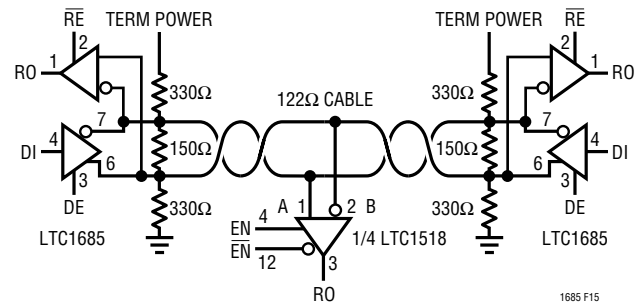 RE TERM POWER TERM POWER RE
2 2
RO 1 1 RO
330Ω 122Ω CABLE 330Ω
7 7
DI 4 150Ω 150Ω 4 DI
6 6
3 A 1 2 B 3
DE 330Ω 330Ω DE
EN 4 1/4 LTC1518
LTC1685 LTC1685
EN 12 3
RO
1685 F15